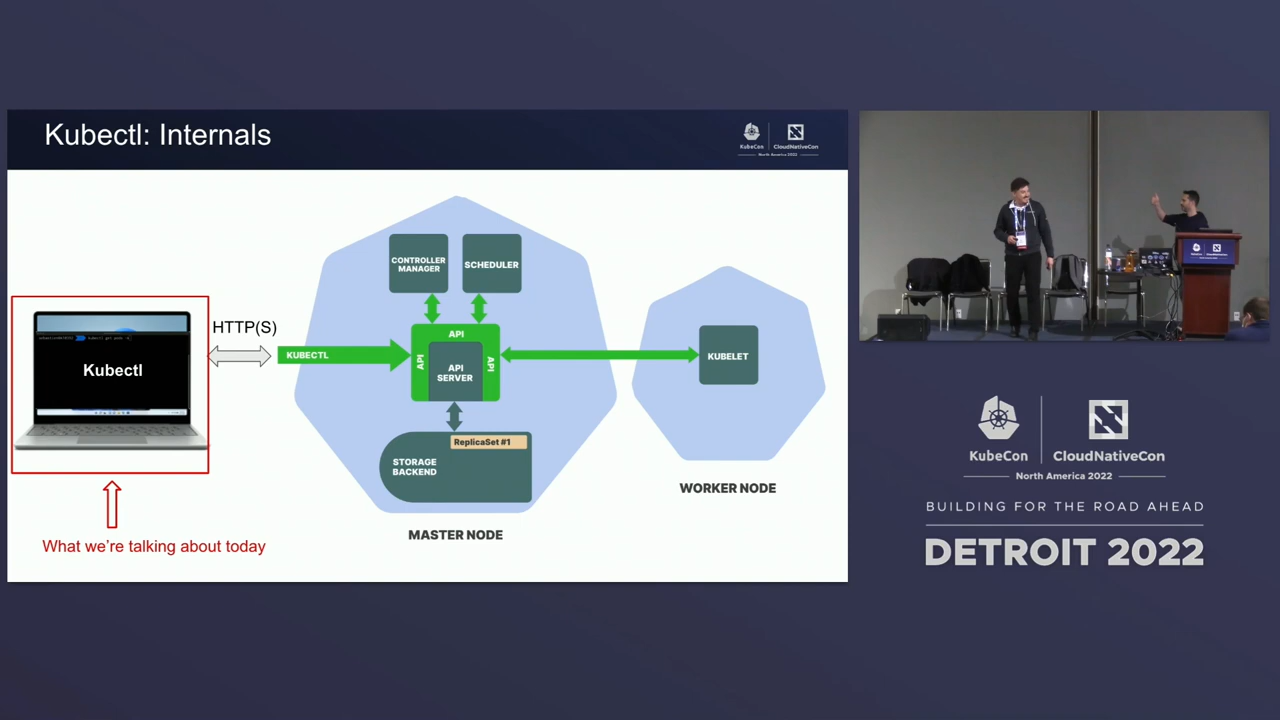 Kubectl: Internals
KubeCon
CloudNativeCon
North America 2022
CONTROLLER
MANAGER
SCHEDULER
HTTP(S)
KUBECTL
API
API
API
API
SERVER
KUBELET
Kubectl
ReplicaSet #1
STORAGE
BACKEND
WORKER NODE
MASTER NODE
What we're talking about today
KubeCon
CloudNativeCon
North America 2022
BUILDING FOR THE ROAD AHEAD
DETROIT 2022